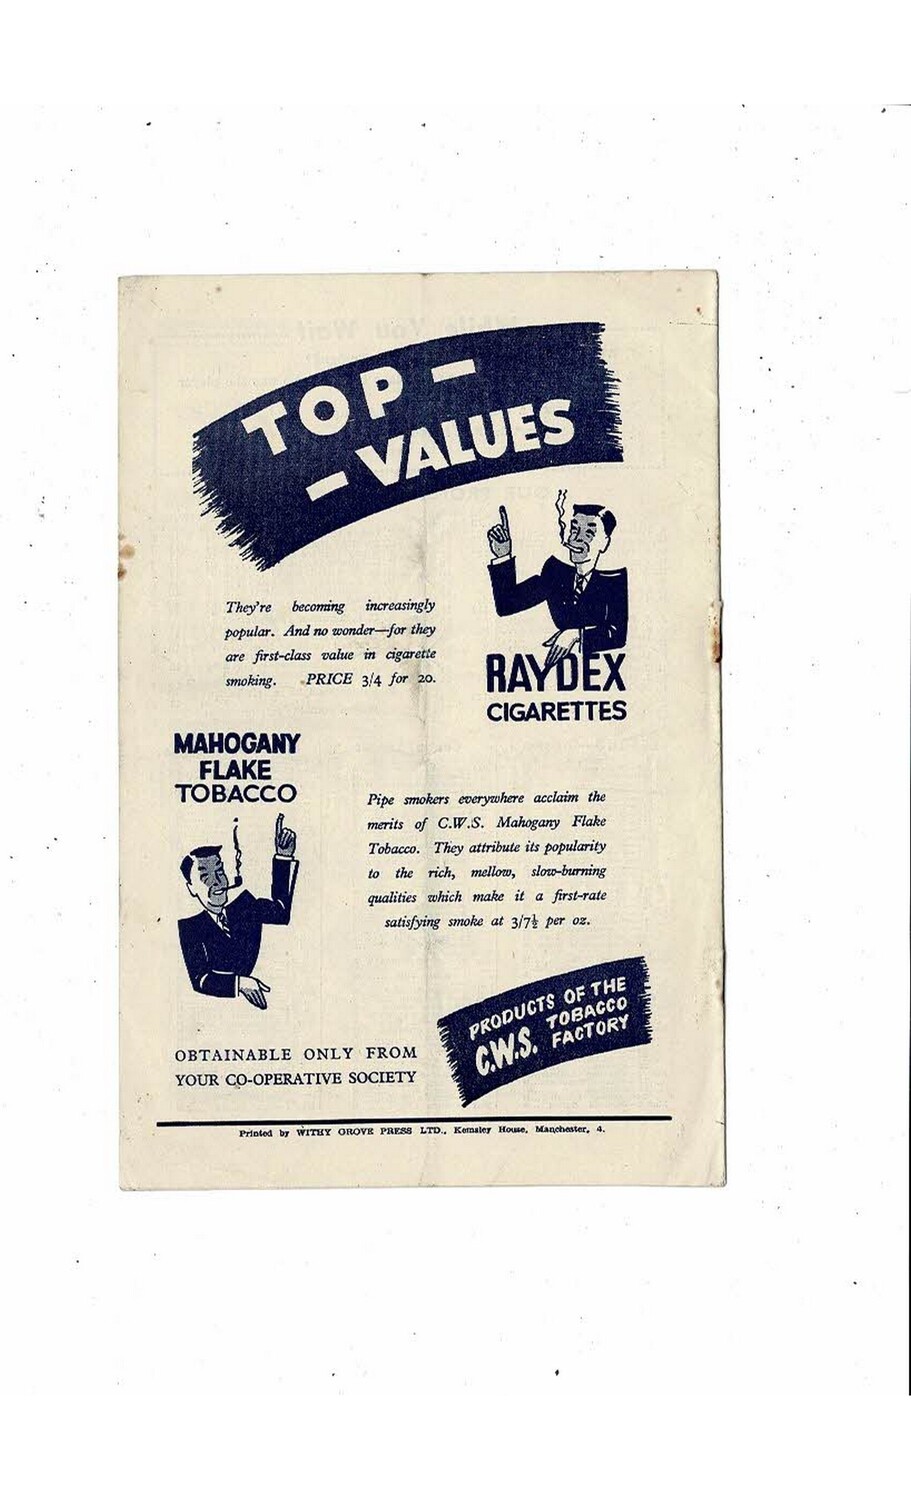 TOP -
- VALUES
They're becoming increasingly
popular. And no wonder—for they
are first-class value in cigarette
smoking. PRICE 3/4 for 20.
RAYDEX
CIGARETTES
MAHOGANY
FLAKE
TOBACCO
Pipe smokers everywhere acclaim the
merits of C.W.S. Mahogany Flake
Tobacco. They attribute its popularity
to the rich, mellow, slow-burning
qualities which make it a first-rate
satisfying smoke at 3/7½ per oz.
PRODUCTS OF THE
C.W.S. TOBACCO
FACTORY
OBTAINABLE ONLY FROM
YOUR CO-OPERATIVE SOCIETY
Printed by WITHY GROVE PRESS LTD., Kemsley House, Manchester, 4.